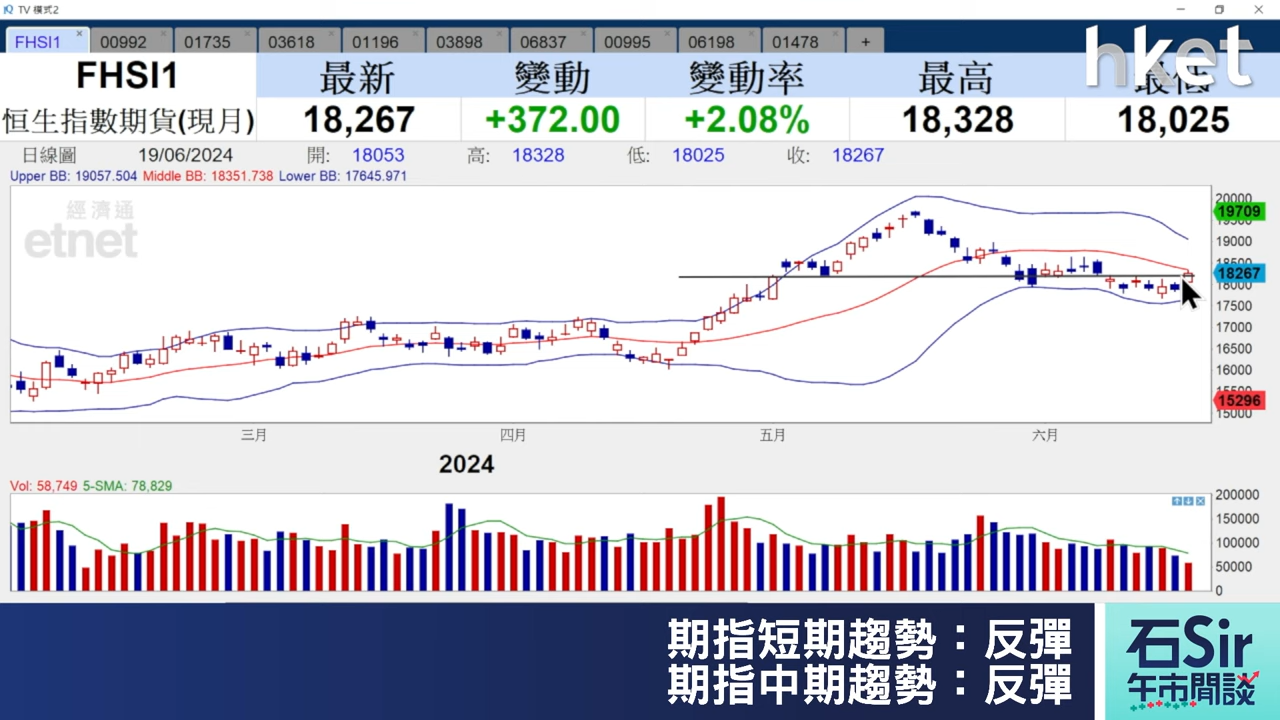 TV 模式2
FHSI1 00992 01735 03618 01196 03898 06837 00995 06198 01478 +
hket
FHSI1 最新 變動 變動率 最高 最低
恒生指數期貨(現月) 18,267 +372.00 +2.08% 18,328 18,025
日線圖 19/06/2024 開: 18053 高: 18328 低: 18025 收: 18267
Upper BB: 19057.504 Middle BB: 18351.738 Lower BB: 17645.971
經濟通
etnet
20000
19709
19000
18500
18267
18000
17500
17000
16500
16000
15500
15296
15000
三月 四月 五月 六月
2024
Vol: 58,749 5-SMA: 78,829
200000
150000
100000
50000
0
期指短期趨勢：反彈
期指中期趨勢：反彈
石Sir
午市閒談